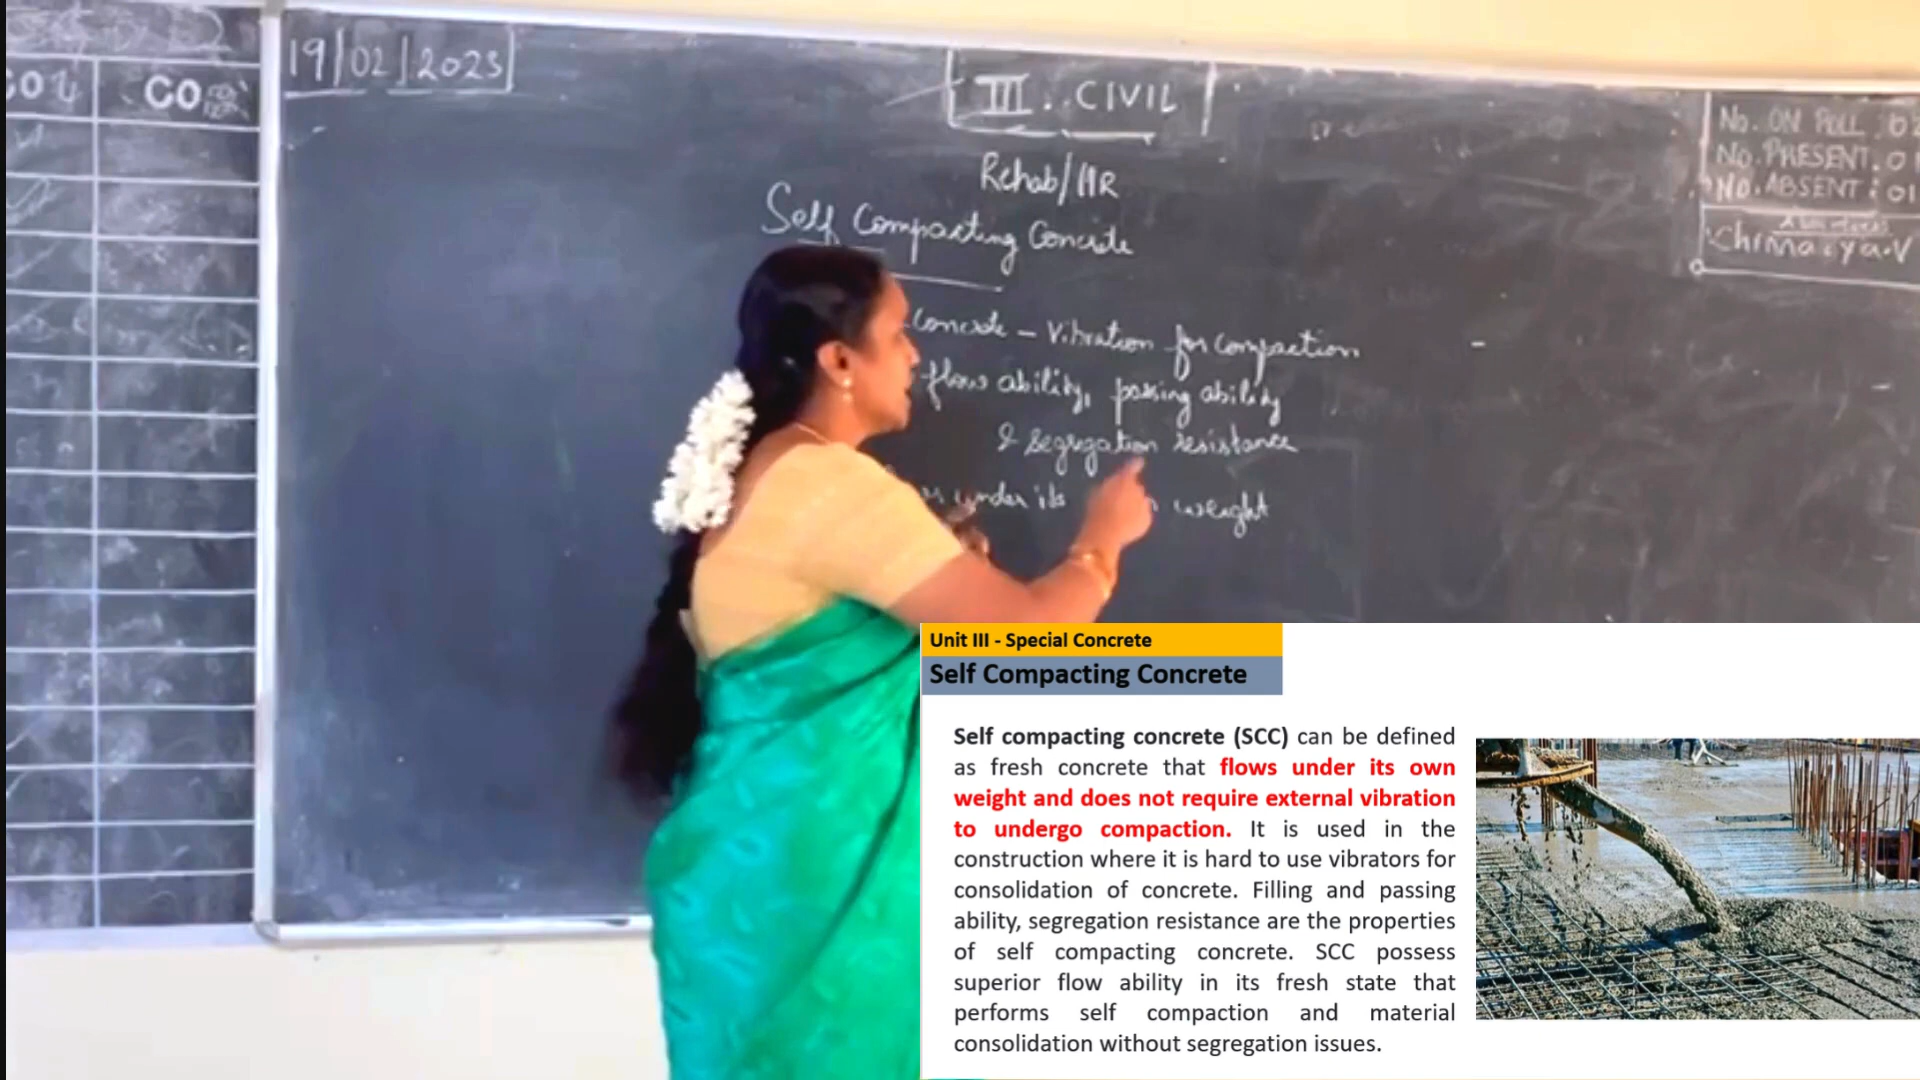 CO
19/02/2025
III . CIVIL
Rehab/HR
Self Compacting Concrete
concrete - Vibration for compaction
flow ability, passing ability
& segregation resistance
under its weight
No. ON ROLL :
No. PRESENT.
No. ABSENT : 01
Chinnaiya.V
Unit III - Special Concrete
Self Compacting Concrete
Self compacting concrete (SCC) can be defined
as fresh concrete that flows under its own
weight and does not require external vibration
to undergo compaction. It is used in the
construction where it is hard to use vibrators for
consolidation of concrete. Filling and passing
ability, segregation resistance are the properties
of self compacting concrete. SCC possess
superior flow ability in its fresh state that
performs self compaction and material
consolidation without segregation issues.